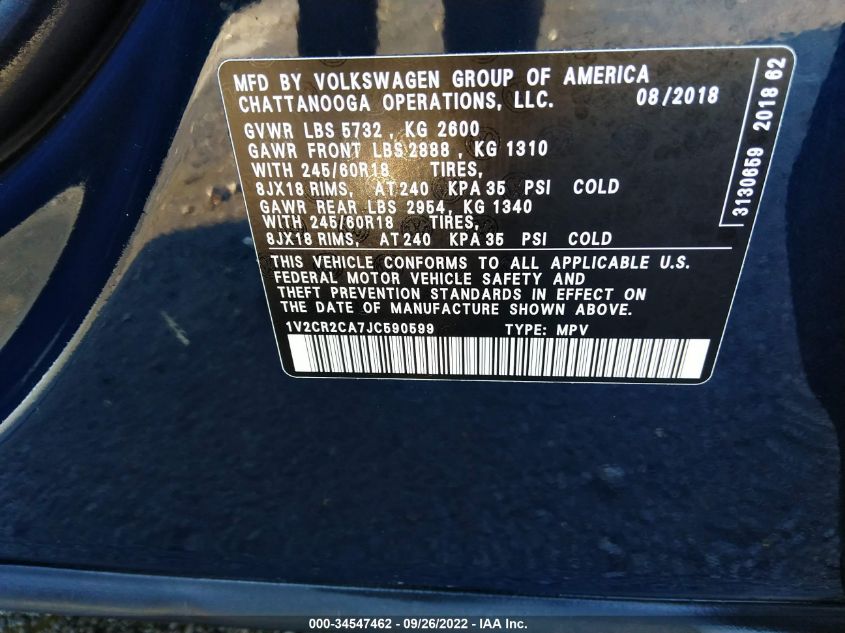 MFD BY VOLKSWAGEN GROUP OF AMERICA
CHATTANOOGA OPERATIONS, LLC. 08/2018
GVWR LBS 5732 , KG 2600
GAWR FRONT LBS 2888 , KG 1310
WITH 245/60R18 TIRES,
8JX18 RIMS, AT 240 KPA 35 PSI COLD
GAWR REAR LBS 2954 , KG 1340
WITH 245/60R18 TIRES,
8JX18 RIMS, AT 240 KPA 35 PSI COLD
THIS VEHICLE CONFORMS TO ALL APPLICABLE U.S.
FEDERAL MOTOR VEHICLE SAFETY AND
THEFT PREVENTION STANDARDS IN EFFECT ON
THE DATE OF MANUFACTURE SHOWN ABOVE.
1V2CR2CA7JC590599 TYPE: MPV
3130659 2018 62
000-34547462 - 09/26/2022 - IAA Inc.